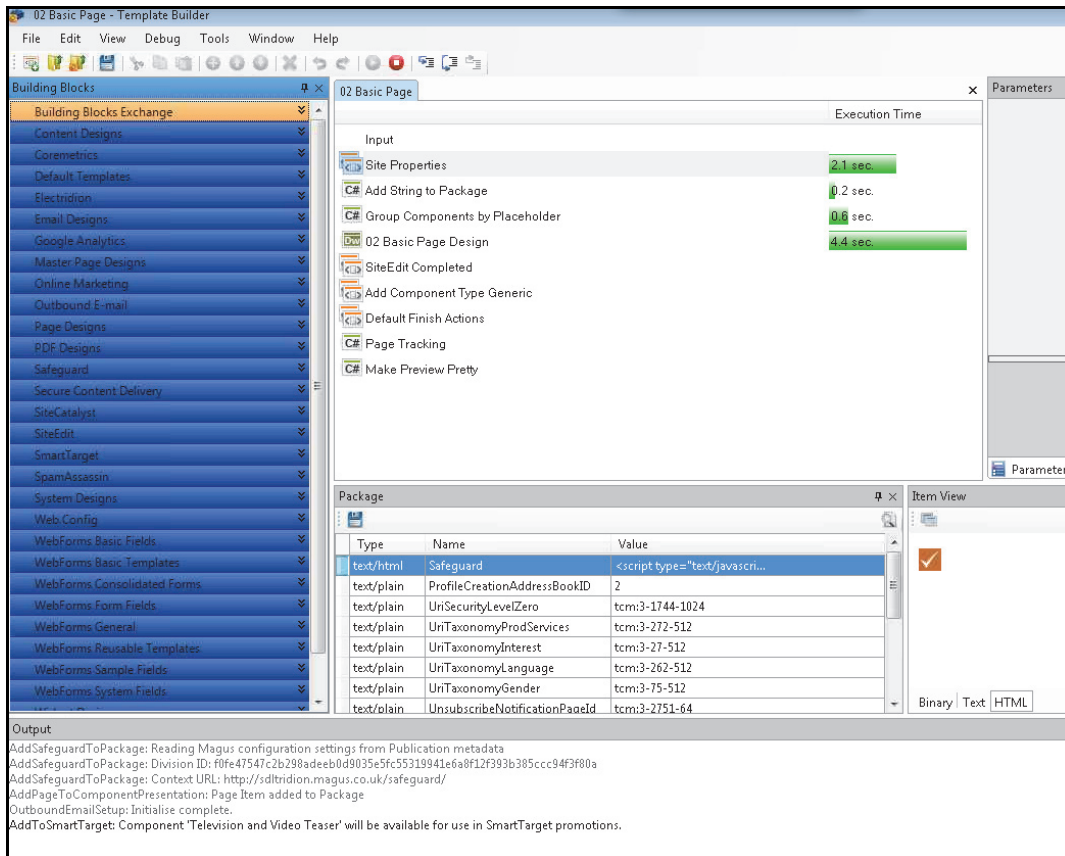 02 Basic Page - Template Builder
File Edit View Debug Tools Window Help
Building Blocks
Building Blocks Exchange
Content Designs
Coremetrics
Default Templates
Electridion
Email Designs
Google Analytics
Master Page Designs
Online Marketing
Outbound E-mail
Page Designs
PDF Designs
Safeguard
Secure Content Delivery
SiteCatalyst
SiteEdit
SmartTarget
SpamAssassin
System Designs
Web.Config
WebForms Basic Fields
WebForms Basic Templates
WebForms Consolidated Forms
WebForms Form Fields
WebForms General
WebForms Reusable Templates
WebForms Sample Fields
WebForms System Fields
02 Basic Page
Execution Time
Input
Site Properties 2.1 sec.
C# Add String to Package 0.2 sec.
C# Group Components by Placeholder 0.6 sec.
Dw 02 Basic Page Design 4.4 sec.
SiteEdit Completed
Add Component Type Generic
Default Finish Actions
C# Page Tracking
C# Make Preview Pretty
Parameters
Parameter
Package
Type Name Value
text/html Safeguard <script type="text/javascri...
text/plain ProfileCreationAddressBookID 2
text/plain UriSecurityLevelZero tcm:3-1744-1024
text/plain UriTaxonomyProdServices tcm:3-272-512
text/plain UriTaxonomyInterest tcm:3-27-512
text/plain UriTaxonomyLanguage tcm:3-262-512
text/plain UriTaxonomyGender tcm:3-75-512
text/plain UnsubscribeNotificationPageId tcm:3-2751-64
Item View
Binary Text HTML
Output
AddSafeguardToPackage: Reading Magus configuration settings from Publication metadata
AddSafeguardToPackage: Division ID: f0fe47547c2b298adeeb0d9035e5fc55319941e6a8f12f393b385ccc94f3f80a
AddSafeguardToPackage: Context URL: http://sdltridion.magus.co.uk/safeguard/
AddPageToComponentPresentation: Page Item added to Package
OutboundEmailSetup: Initialise complete.
AddToSmartTarget: Component 'Television and Video Teaser' will be available for use in SmartTarget promotions.